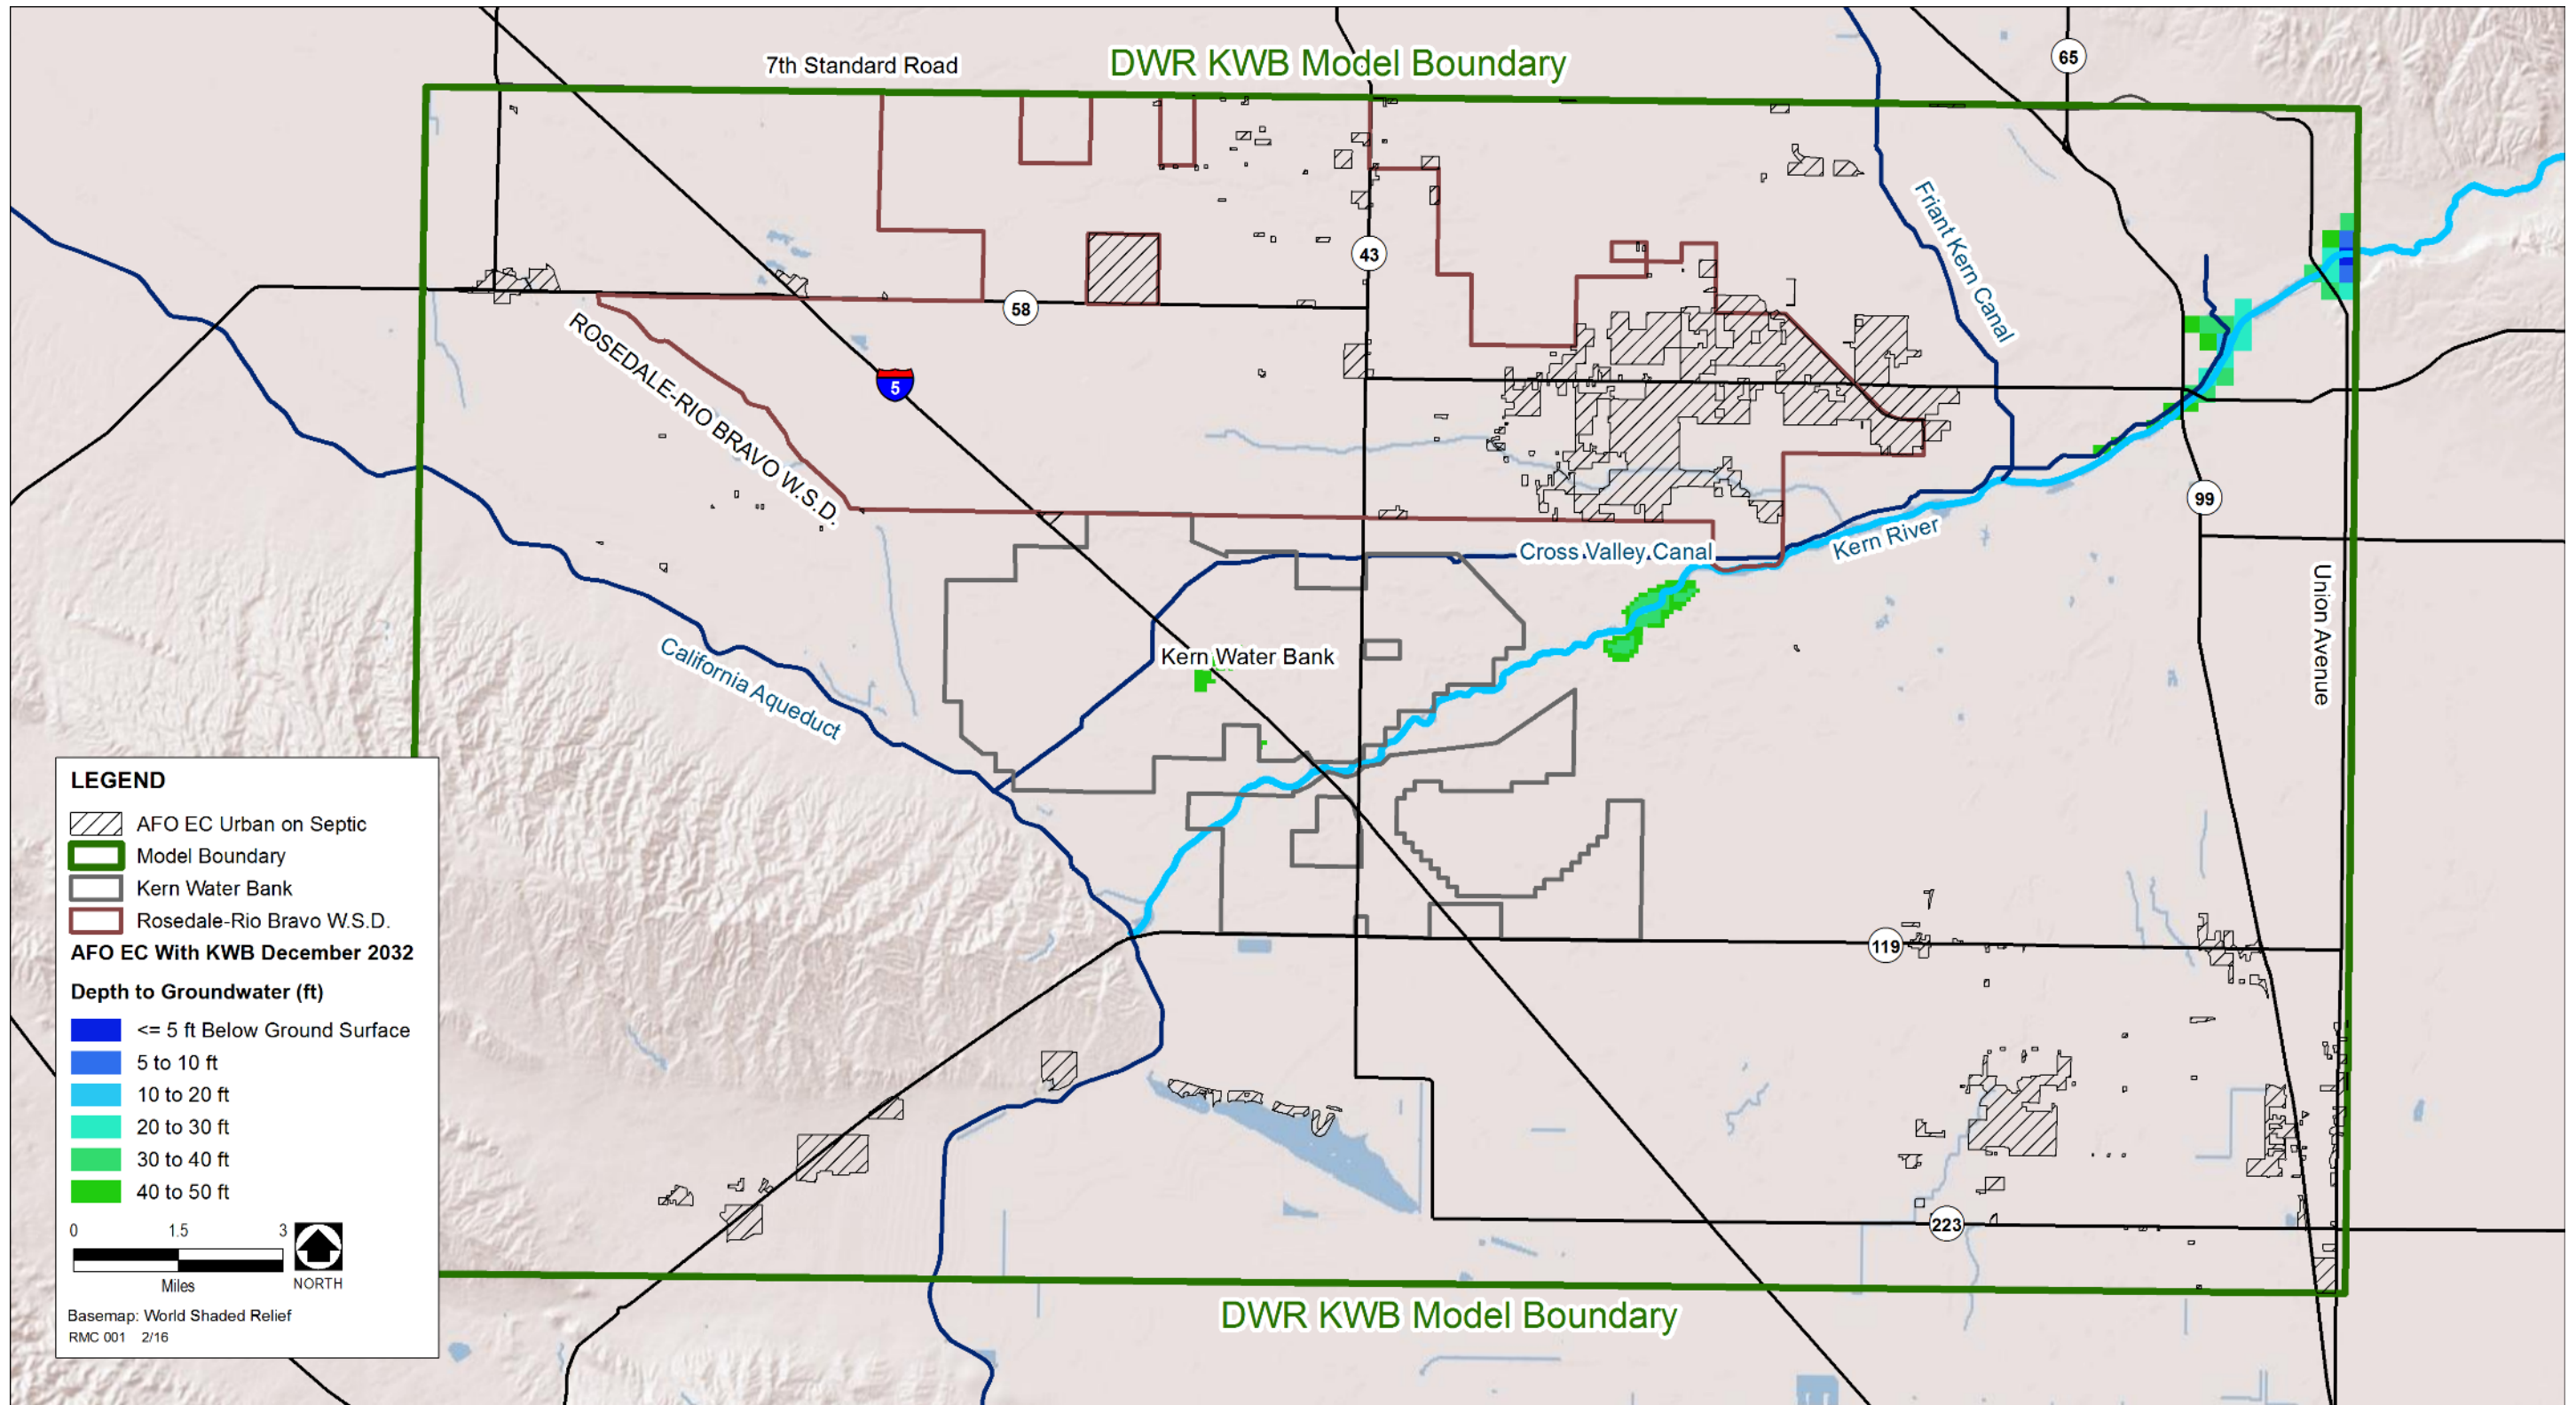 7th Standard Road
DWR KWB Model Boundary
65
Friant Kern Canal
43
58
ROSEDALE-RIO BRAVO W.S.D.
5
99
Kern River
Cross Valley Canal
Union Avenue
Kern Water Bank
California Aqueduct
119
223
DWR KWB Model Boundary
LEGEND
AFO EC Urban on Septic
Model Boundary
Kern Water Bank
Rosedale-Rio Bravo W.S.D.
AFO EC With KWB December 2032
Depth to Groundwater (ft)
<= 5 ft Below Ground Surface
5 to 10 ft
10 to 20 ft
20 to 30 ft
30 to 40 ft
40 to 50 ft
0 1.5 3
Miles
NORTH
Basemap: World Shaded Relief
RMC 001 2/16